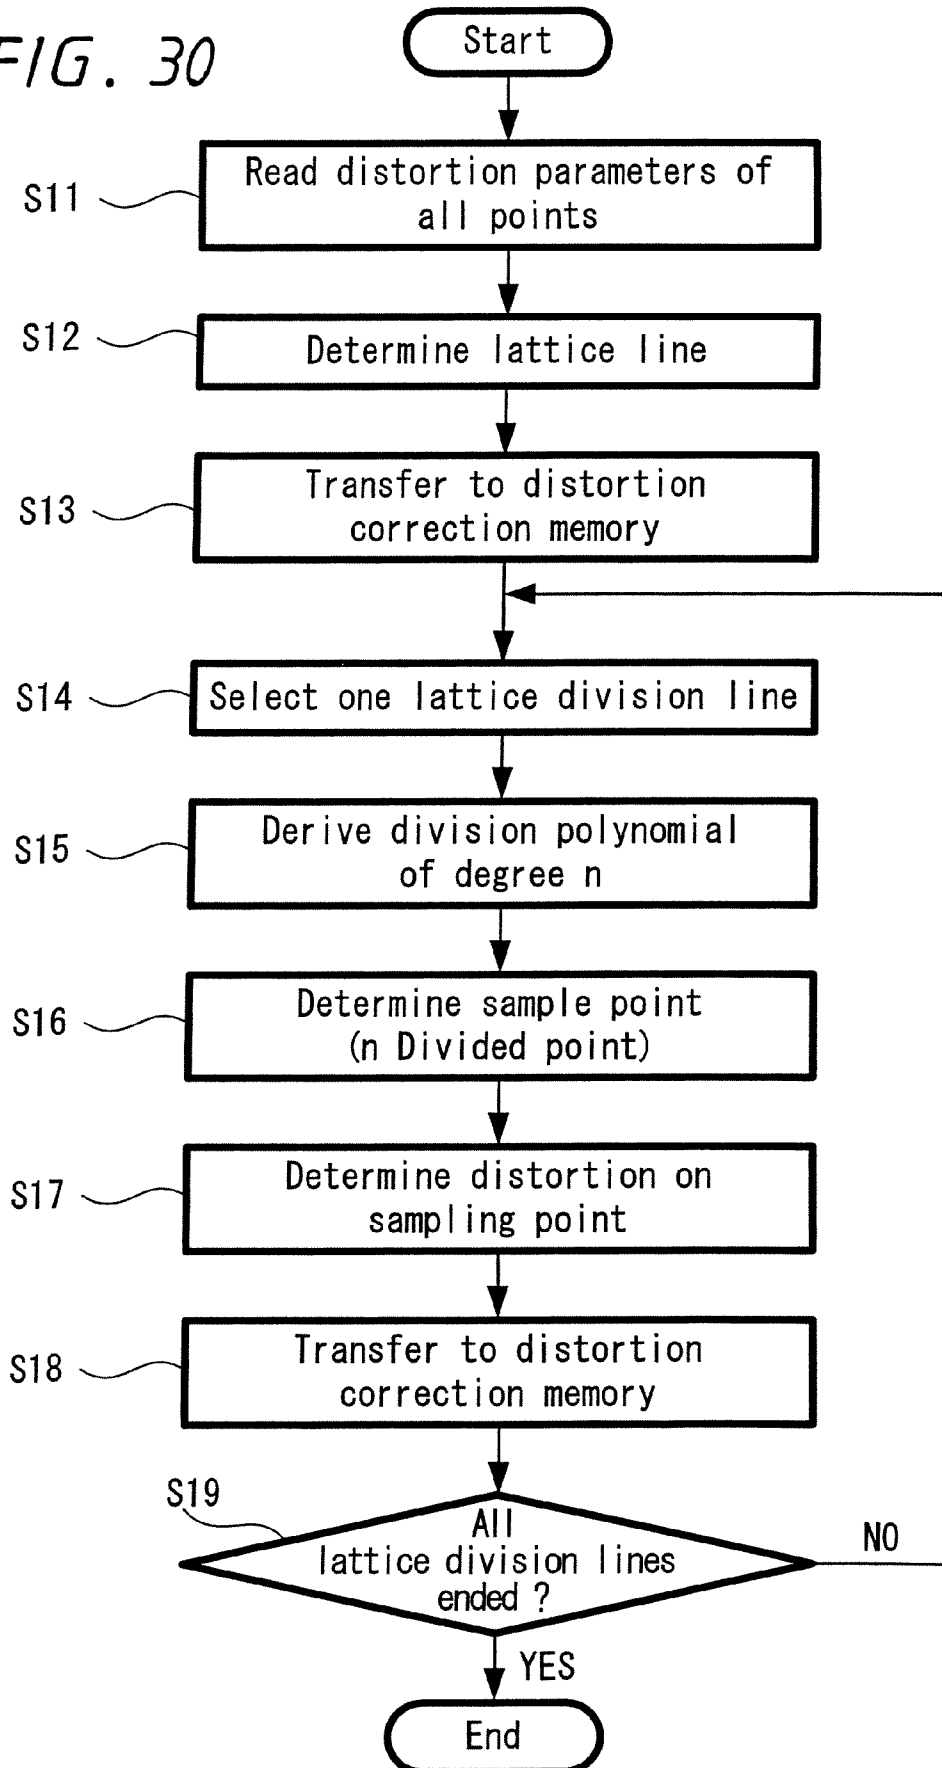 FIG. 30
Start
S11
Read distortion parameters of
all points
S12
Determine lattice line
S13
Transfer to distortion
correction memory
S14
Select one lattice division line
S15
Derive division polynomial
of degree n
S16
Determine sample point
(n Divided point)
S17
Determine distortion on
sampling point
S18
Transfer to distortion
correction memory
S19
All
lattice division lines
ended ?
NO
YES
End